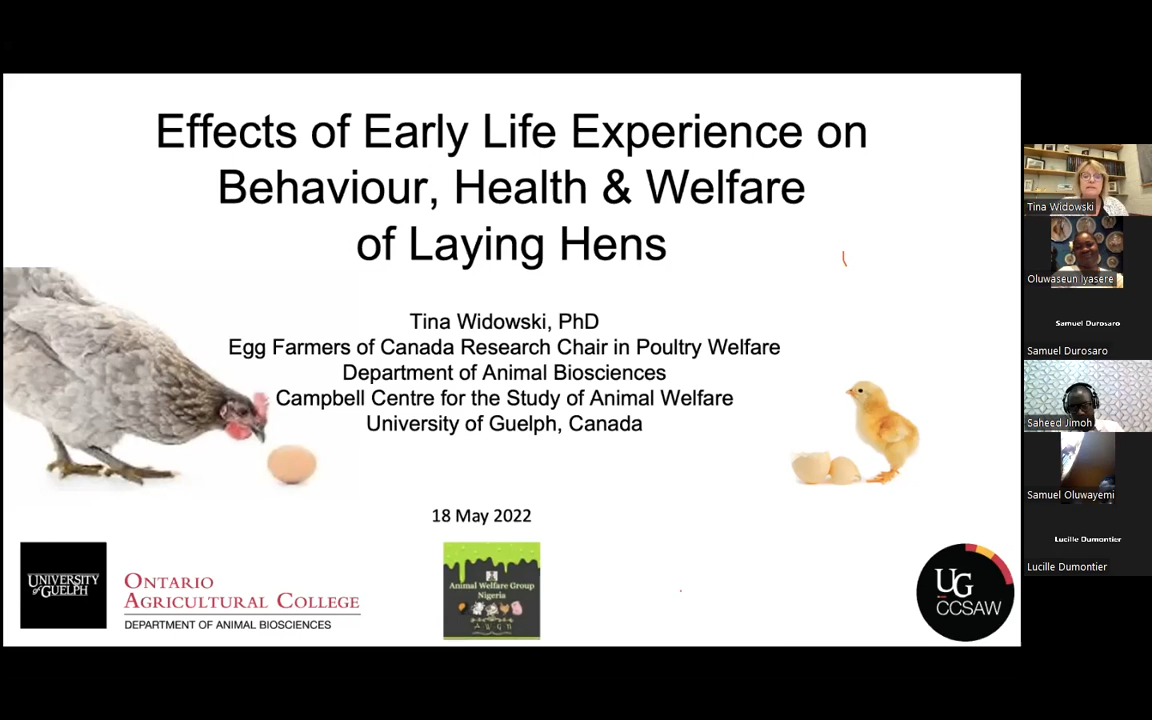 Effects of Early Life Experience on
Behaviour, Health & Welfare
of Laying Hens
Tina Widowski, PhD
Egg Farmers of Canada Research Chair in Poultry Welfare
Department of Animal Biosciences
Campbell Centre for the Study of Animal Welfare
University of Guelph, Canada
18 May 2022
UNIVERSITY
of GUELPH
ONTARIO
AGRICULTURAL COLLEGE
DEPARTMENT OF ANIMAL BIOSCIENCES
Animal Welfare Group
Nigeria
A W G N
UG
CCSAW
Tina Widowski
Oluwaseun Iyasere
Samuel Durosaro
Samuel Durosaro
Saheed Jimoh
Samuel Oluwayemi
Lucille Dumontier
Lucille Dumontier